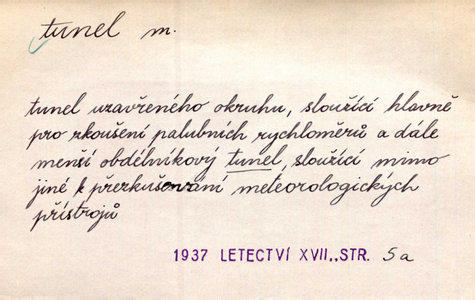 tunel m.
tunel uzavřeného okruhu, sloužící hlavně
pro zkoušení palubních rychloměrů a dále
menší obdélníkový tunel, sloužící mimo
jiné k přezkušování meteorologických
přístrojů
1937 LETECTVÍ XVII., STR. 5a